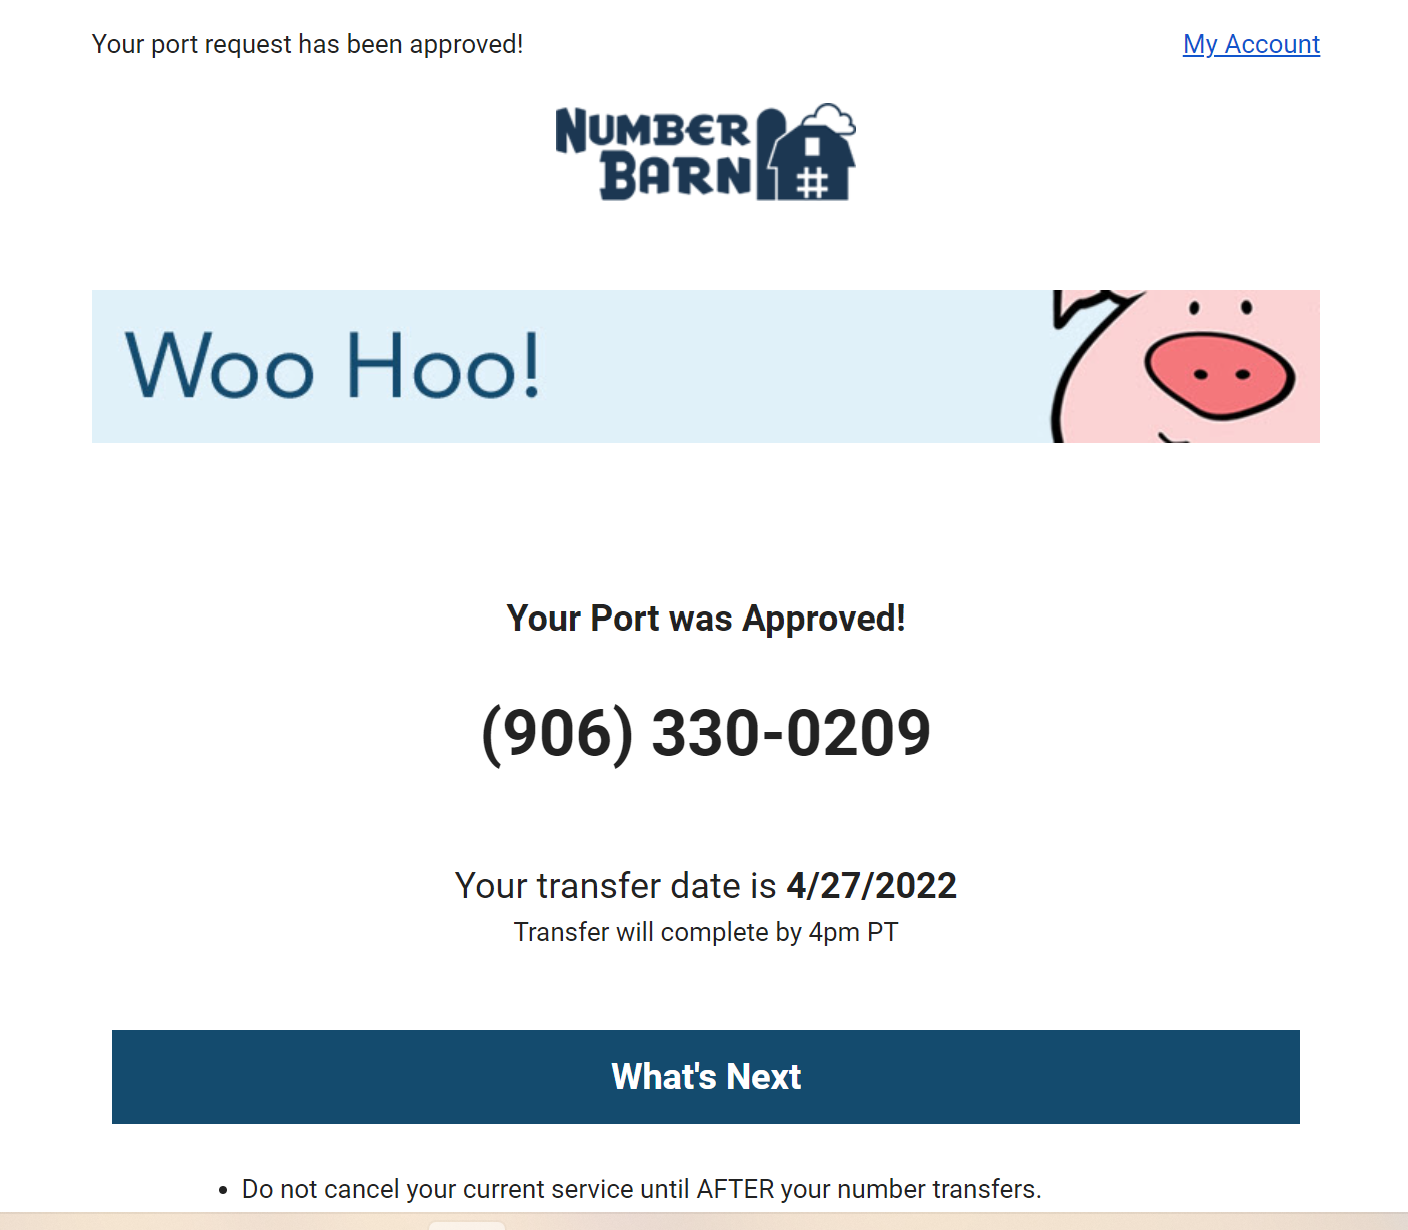 Your port request has been approved!
My Account
NUMBER
BARN
Woo Hoo!
Your Port was Approved!
(906) 330-0209
Your transfer date is 4/27/2022
Transfer will complete by 4pm PT
What's Next
• Do not cancel your current service until AFTER your number transfers.